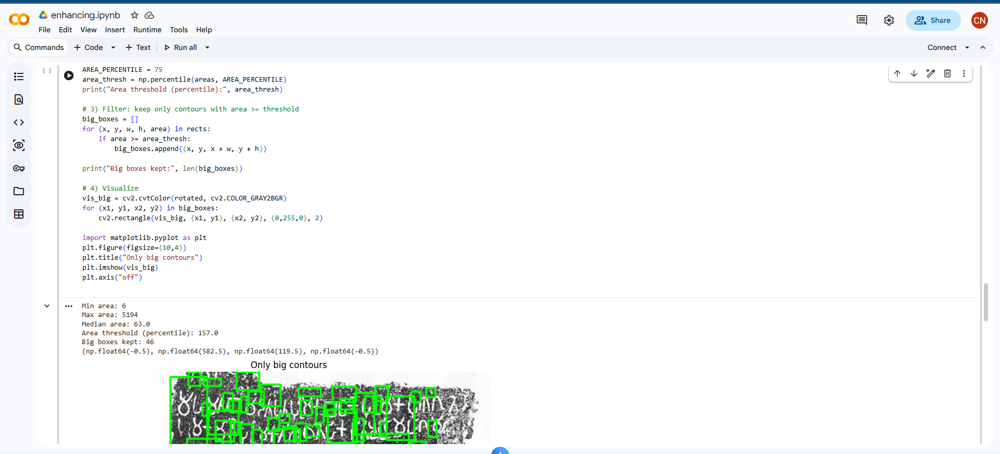 enhancing.ipynb
File Edit View Insert Runtime Tools Help
Share
CN
Commands + Code + Text Run all
Connect
[ ]
AREA_PERCENTILE = 75
area_thresh = np.percentile(areas, AREA_PERCENTILE)
print("Area threshold (percentile):", area_thresh)
# 3) Filter: keep only contours with area >= threshold
big_boxes = []
for (x, y, w, h, area) in rects:
    if area >= area_thresh:
        big_boxes.append((x, y, x + w, y + h))
print("Big boxes kept:", len(big_boxes))
# 4) Visualize
vis_big = cv2.cvtColor(rotated, cv2.COLOR_GRAY2BGR)
for (x1, y1, x2, y2) in big_boxes:
    cv2.rectangle(vis_big, (x1, y1), (x2, y2), (0,255,0), 2)
import matplotlib.pyplot as plt
plt.figure(figsize=(10,4))
plt.title("Only big contours")
plt.imshow(vis_big)
plt.axis("off")
Min area: 6
Max area: 5194
Median area: 63.0
Area threshold (percentile): 157.0
Big boxes kept: 46
(np.float64(-0.5), np.float64(582.5), np.float64(119.5), np.float64(-0.5))
Only big contours